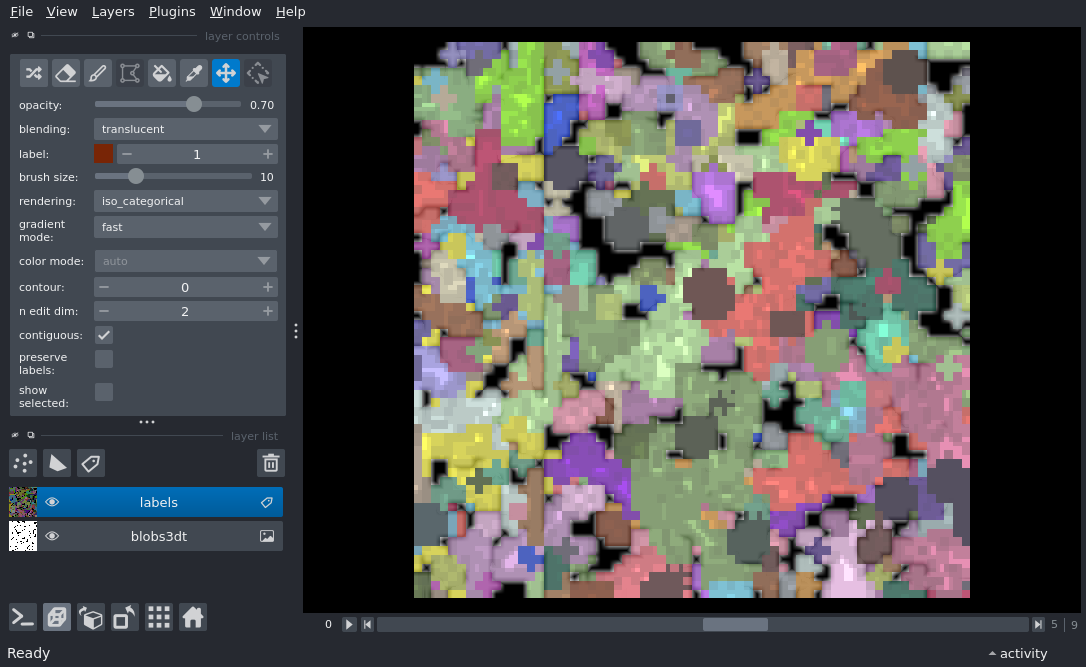 File View Layers Plugins Window Help
layer controls
opacity: 0.70
blending: translucent
label: 1
brush size: 10
rendering: iso_categorical
gradient
mode: fast
color mode: auto
contour: 0
n edit dim: 2
contiguous:
preserve
labels:
show
selected:
layer list
labels
blobs3dt
0 5 | 9
Ready activity